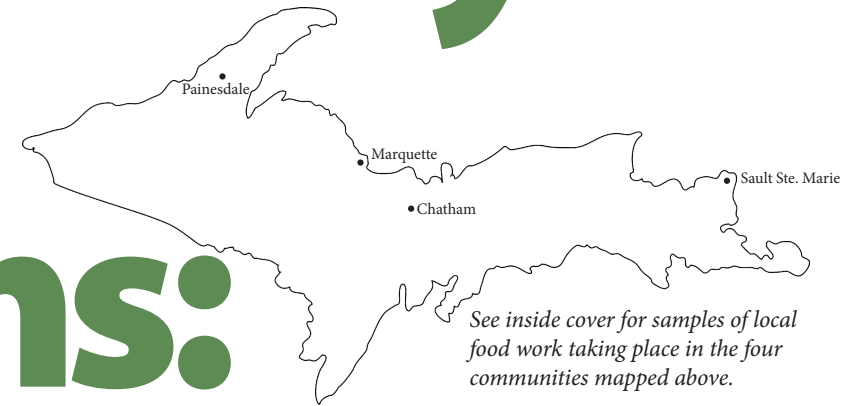 Painesdale
Marquette
Sault Ste. Marie
Chatham
ns:
See inside cover for samples of local
food work taking place in the four
communities mapped above.